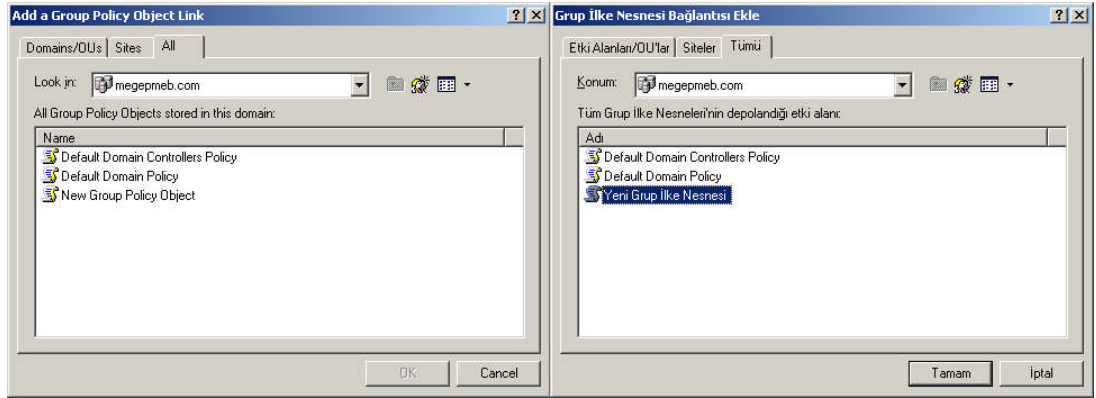 Add a Group Policy Object Link
Domains/OUs Sites All
Look in: megepmeb.com
All Group Policy Objects stored in this domain:
Name
Default Domain Controllers Policy
Default Domain Policy
New Group Policy Object
OK Cancel
Grup İlke Nesnesi Bağlantısı Ekle
Etki Alanları/OU'lar Siteler Tümü
Konum: megepmeb.com
Tüm Grup İlke Nesneleri'nin depolandiği etki alanı:
Adı
Default Domain Controllers Policy
Default Domain Policy
Yeni Grup İlke Nesnesi
Tamam İptal